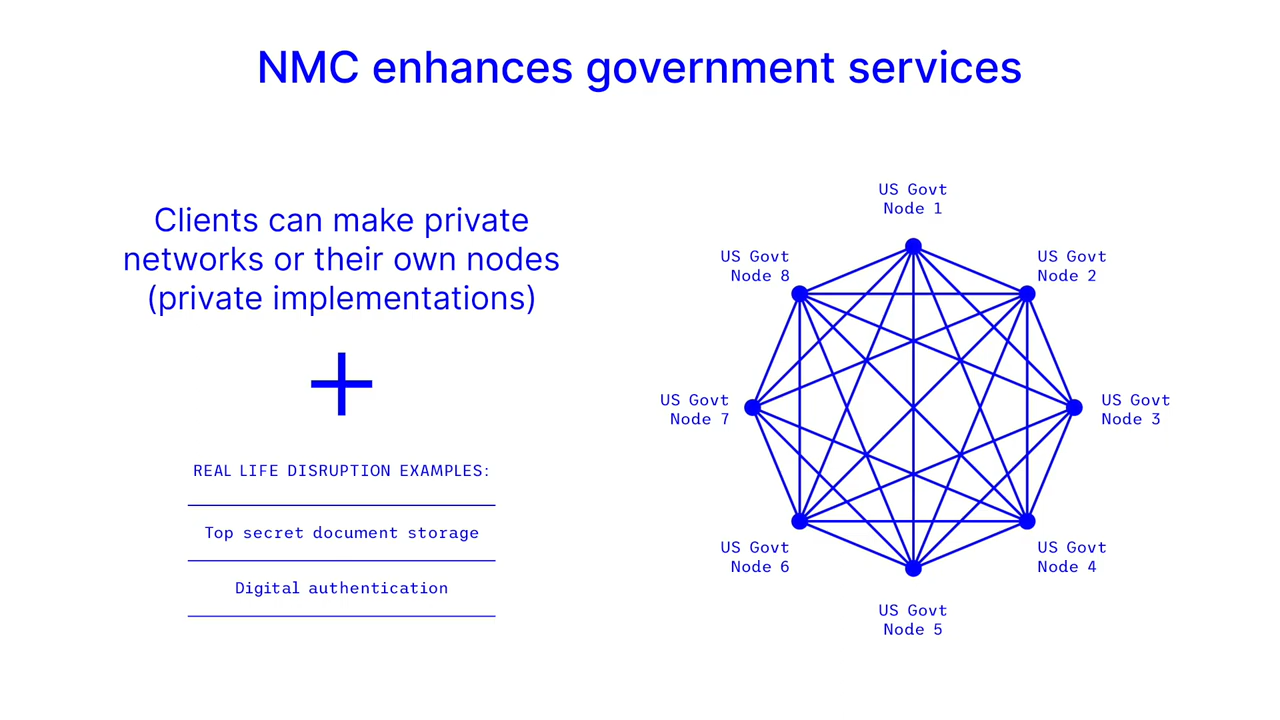 NMC enhances government services
Clients can make private
networks or their own nodes
(private implementations)
+
REAL LIFE DISRUPTION EXAMPLES:
Top secret document storage
Digital authentication
US Govt
Node 1
US Govt
Node 2
US Govt
Node 3
US Govt
Node 4
US Govt
Node 5
US Govt
Node 6
US Govt
Node 7
US Govt
Node 8